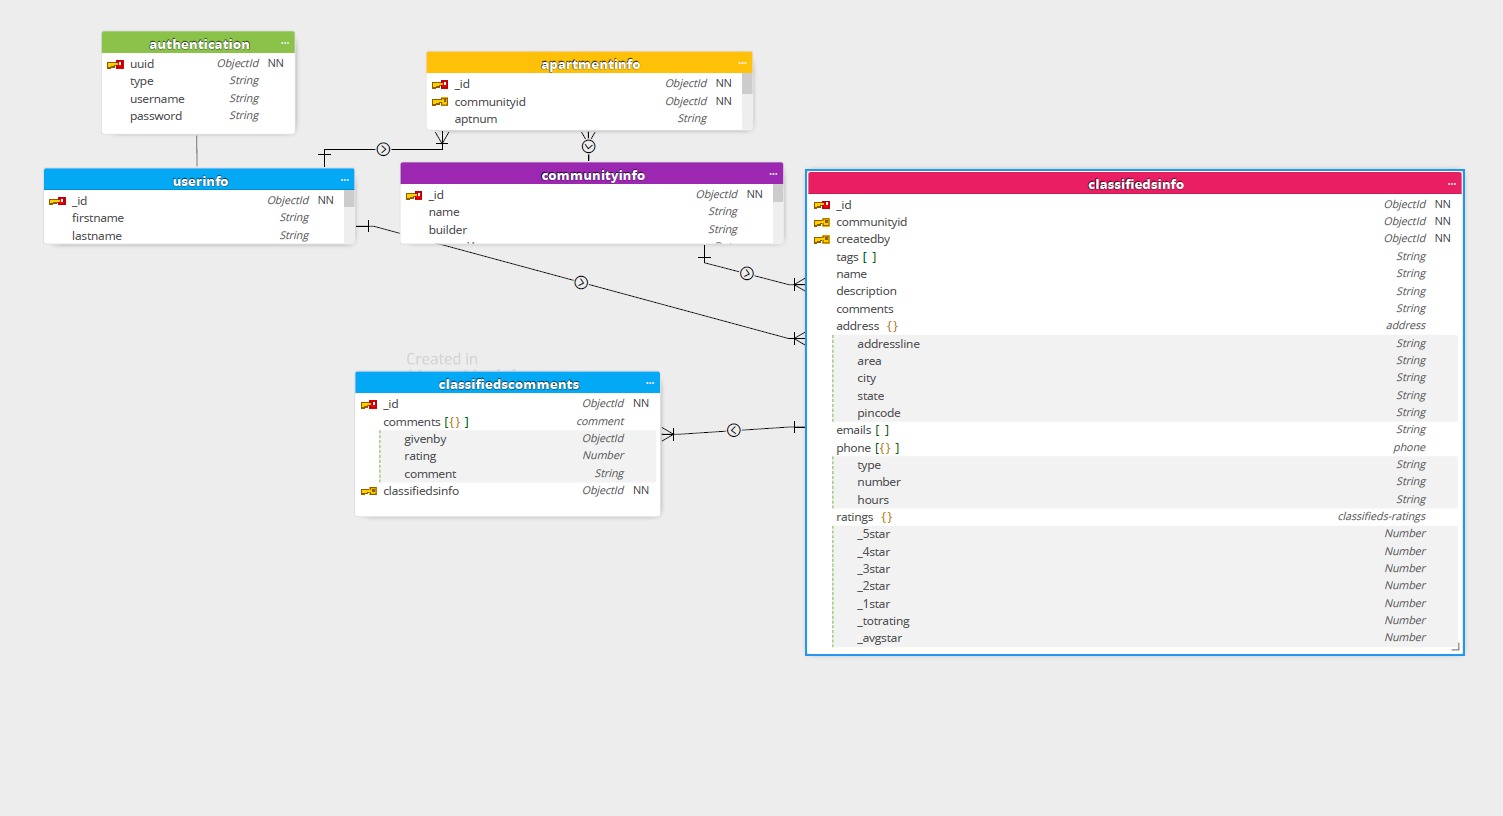 authentication ...
uuid ObjectId NN
type String
username String
password String
apartmentinfo ...
_id ObjectId NN
communityid ObjectId NN
aptnum String
userinfo ...
_id ObjectId NN
firstname String
lastname String
communityinfo ...
_id ObjectId NN
name String
builder String
classifiedsinfo ...
_id ObjectId NN
communityid ObjectId NN
createdby ObjectId NN
tags [ ] String
name String
description String
comments String
address {} address
addressline String
area String
city String
state String
pincode String
emails [ ] String
phone [{} ] phone
type String
number String
hours String
ratings {} classifieds-ratings
_5star Number
_4star Number
_3star Number
_2star Number
_1star Number
_totrating Number
_avgstar Number
Created in
classifiedscomments ...
_id ObjectId NN
comments [{} ] comment
givenby ObjectId
rating Number
comment String
classifiedsinfo ObjectId NN